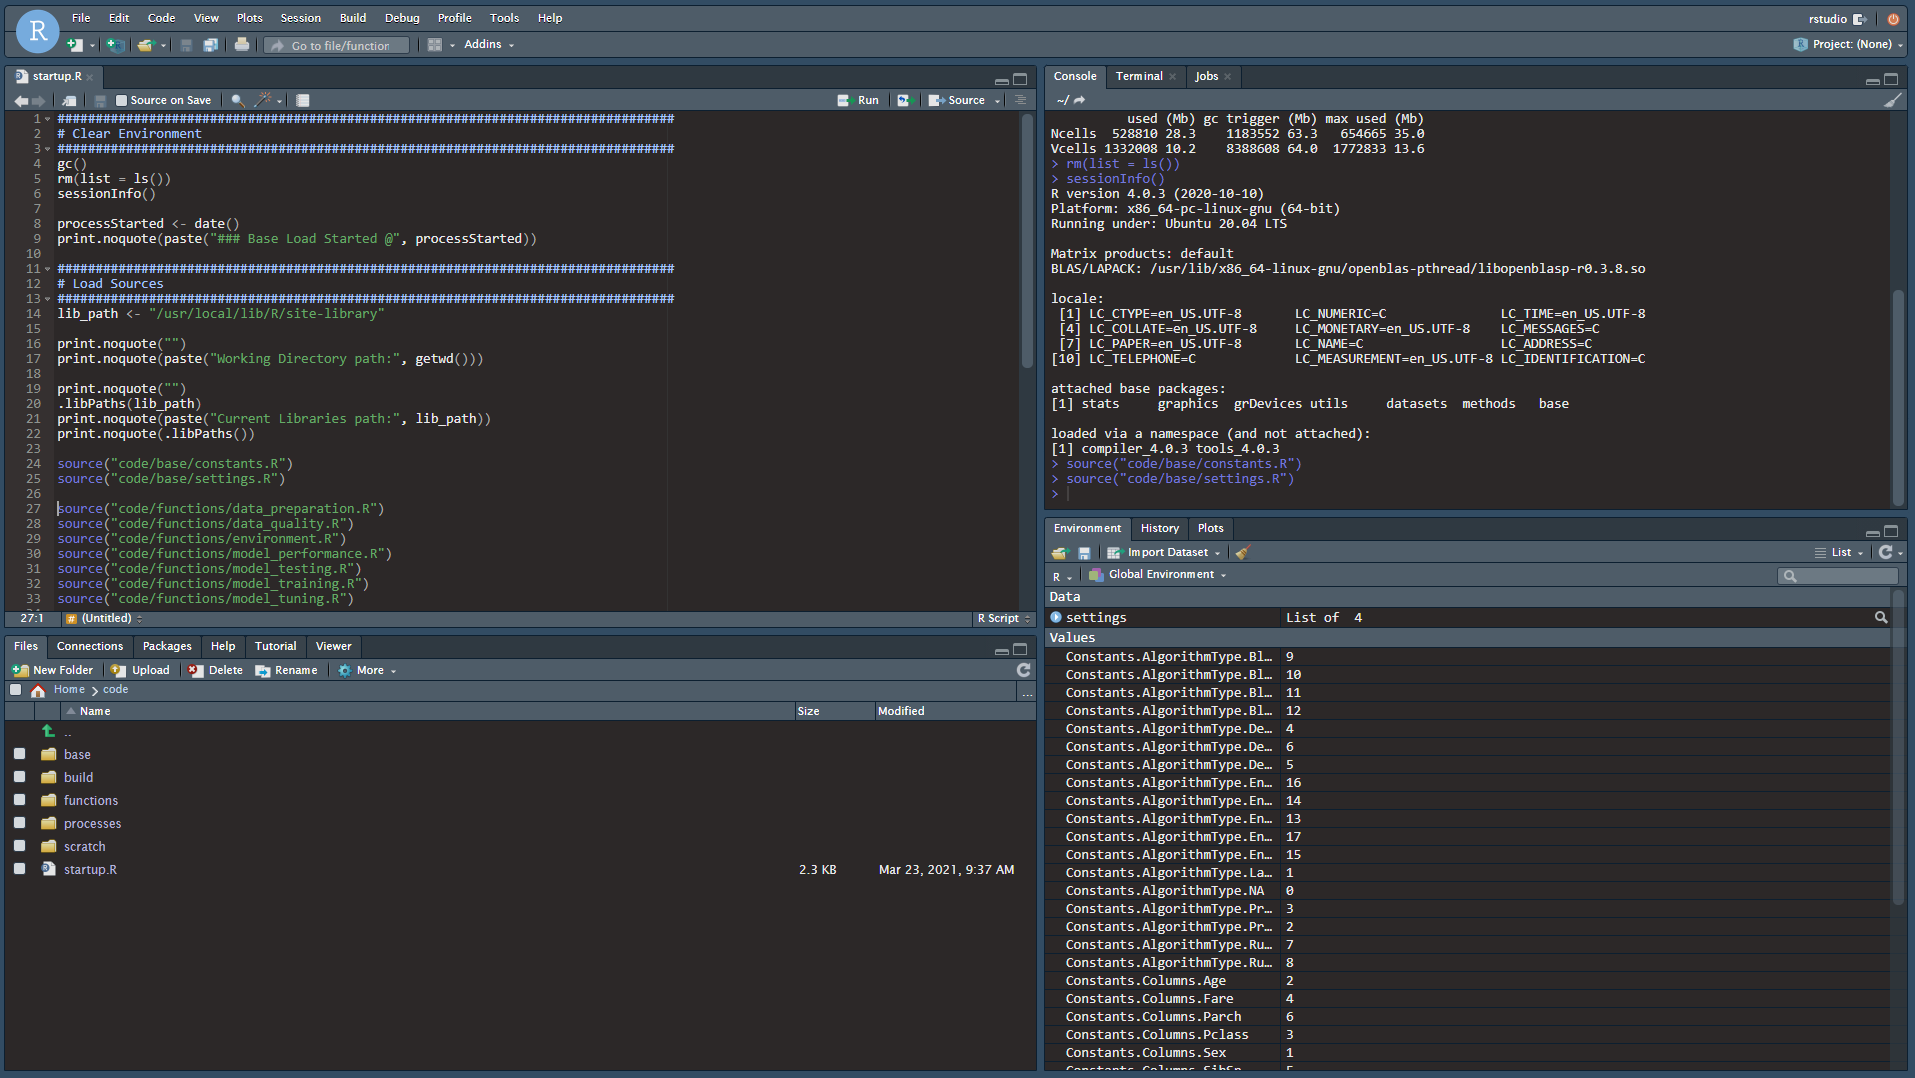 R
File Edit Code View Plots Session Build Debug Profile Tools Help
rstudio
Go to file/function
Addins
Project: (None)
startup.R
Source on Save
Run
Source
1 #################################################################################
2 # Clear Environment
3 #################################################################################
4 gc()
5 rm(list = ls())
6 sessionInfo()
7
8 processStarted <- date()
9 print.noquote(paste("### Base Load Started @", processStarted))
10
11 #################################################################################
12 # Load Sources
13 #################################################################################
14 lib_path <- "/usr/local/lib/R/site-library"
15
16 print.noquote("")
17 print.noquote(paste("Working Directory path:", getwd()))
18
19 print.noquote("")
20 .libPaths(lib_path)
21 print.noquote(paste("Current Libraries path:", lib_path))
22 print.noquote(.libPaths())
23
24 source("code/base/constants.R")
25 source("code/base/settings.R")
26
27 source("code/functions/data_preparation.R")
28 source("code/functions/data_quality.R")
29 source("code/functions/environment.R")
30 source("code/functions/model_performance.R")
31 source("code/functions/model_testing.R")
32 source("code/functions/model_training.R")
33 source("code/functions/model_tuning.R")
27:1 # (Untitled) R Script
Files Connections Packages Help Tutorial Viewer
New Folder Upload Delete Rename More
Home code ...
Name Size Modified
..
base
build
functions
processes
scratch
startup.R 2.3 KB Mar 23, 2021, 9:37 AM
Console Terminal Jobs
~/
used (Mb) gc trigger (Mb) max used (Mb)
Ncells 528810 28.3 1183552 63.3 654665 35.0
Vcells 1332008 10.2 8388608 64.0 1772833 13.6
> rm(list = ls())
> sessionInfo()
R version 4.0.3 (2020-10-10)
Platform: x86_64-pc-linux-gnu (64-bit)
Running under: Ubuntu 20.04 LTS
Matrix products: default
BLAS/LAPACK: /usr/lib/x86_64-linux-gnu/openblas-pthread/libopenblasp-r0.3.8.so
locale:
[1] LC_CTYPE=en_US.UTF-8 LC_NUMERIC=C LC_TIME=en_US.UTF-8
[4] LC_COLLATE=en_US.UTF-8 LC_MONETARY=en_US.UTF-8 LC_MESSAGES=C
[7] LC_PAPER=en_US.UTF-8 LC_NAME=C LC_ADDRESS=C
[10] LC_TELEPHONE=C LC_MEASUREMENT=en_US.UTF-8 LC_IDENTIFICATION=C
attached base packages:
[1] stats graphics grDevices utils datasets methods base
loaded via a namespace (and not attached):
[1] compiler_4.0.3 tools_4.0.3
> source("code/base/constants.R")
> source("code/base/settings.R")
>
Environment History Plots
Import Dataset List
R Global Environment
Data
settings List of 4
Values
Constants.AlgorithmType.Bl… 9
Constants.AlgorithmType.Bl… 10
Constants.AlgorithmType.Bl… 11
Constants.AlgorithmType.Bl… 12
Constants.AlgorithmType.De… 4
Constants.AlgorithmType.De… 6
Constants.AlgorithmType.De… 5
Constants.AlgorithmType.En… 16
Constants.AlgorithmType.En… 14
Constants.AlgorithmType.En… 13
Constants.AlgorithmType.En… 17
Constants.AlgorithmType.En… 15
Constants.AlgorithmType.La… 1
Constants.AlgorithmType.NA 0
Constants.AlgorithmType.Pr… 3
Constants.AlgorithmType.Pr… 2
Constants.AlgorithmType.Ru… 7
Constants.AlgorithmType.Ru… 8
Constants.Columns.Age 2
Constants.Columns.Fare 4
Constants.Columns.Parch 6
Constants.Columns.Pclass 3
Constants.Columns.Sex 1